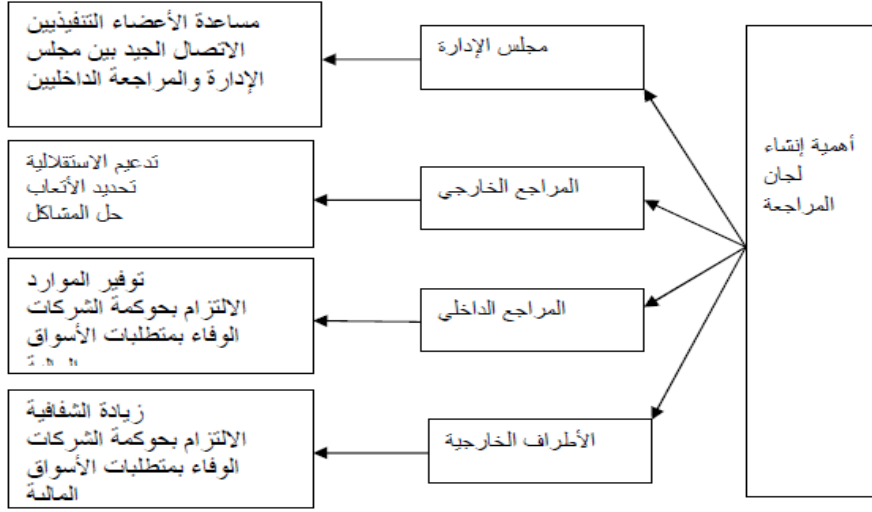 أهمية إنشاء
لجان
المراجعة
مجلس الإدارة
مساعدة الأعضاء التنفيذيين
الاتصال الجيد بين مجلس
الإدارة والمراجعة الداخليين
المراجع الخارجي
تدعيم الاستقلالية
تحديد الأتعاب
حل المشاكل
المراجع الداخلي
توفير الموارد
الالتزام بحوكمة الشركات
الوفاء بمتطلبات الأسواق
المالية
الأطراف الخارجية
زيادة الشفافية
الالتزام بحوكمة الشركات
الوفاء بمتطلبات الأسواق
المالية